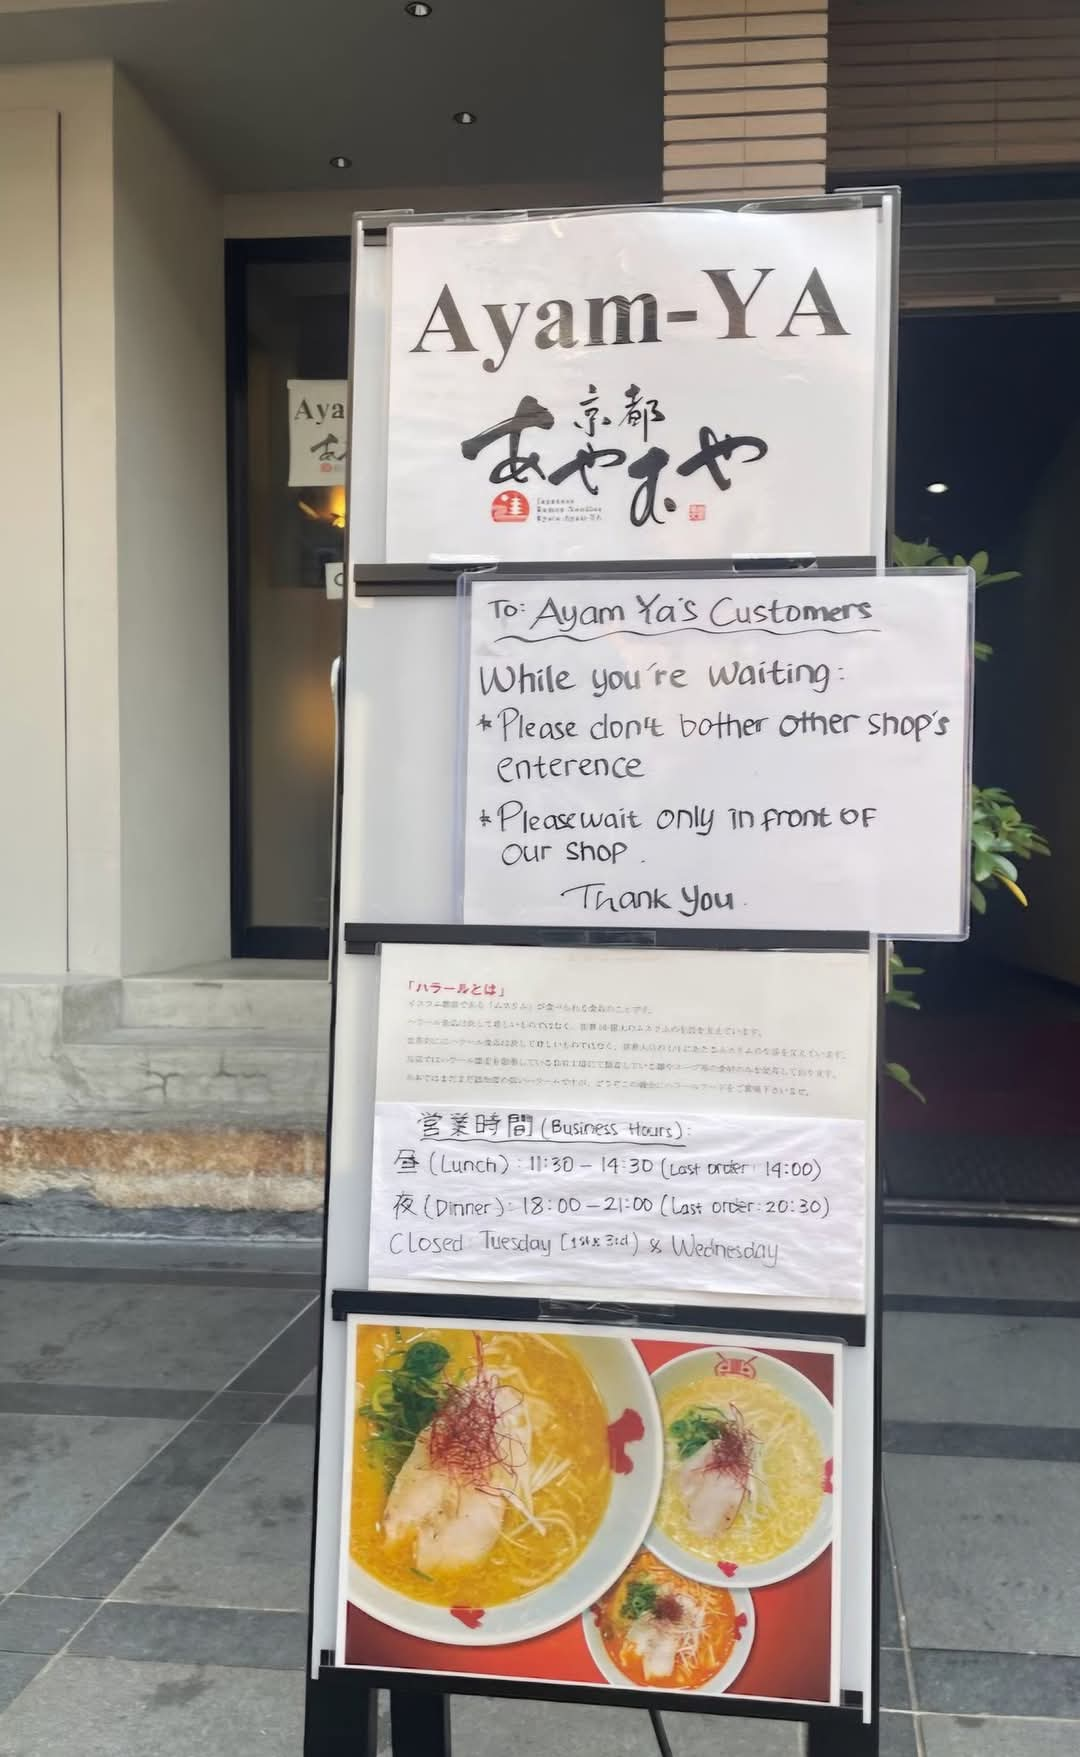 Ayam-YA
京都
あやむや
Japanese
Ramen Noodles
Kyoto Ayam-YA
Aya
To: Ayam Ya's Customers
While you're waiting:
* Please don't bother other shop's
enterence
* Please wait only in front of
our shop.
Thank you.
「ハラールとは」
営業時間 (Business Hours):
昼 (Lunch): 11:30 - 14:30 (Last order: 14:00)
夜 (Dinner): 18:00 - 21:00 (Last order: 20:30)
Closed Tuesday (1st & 3rd) & Wednesday